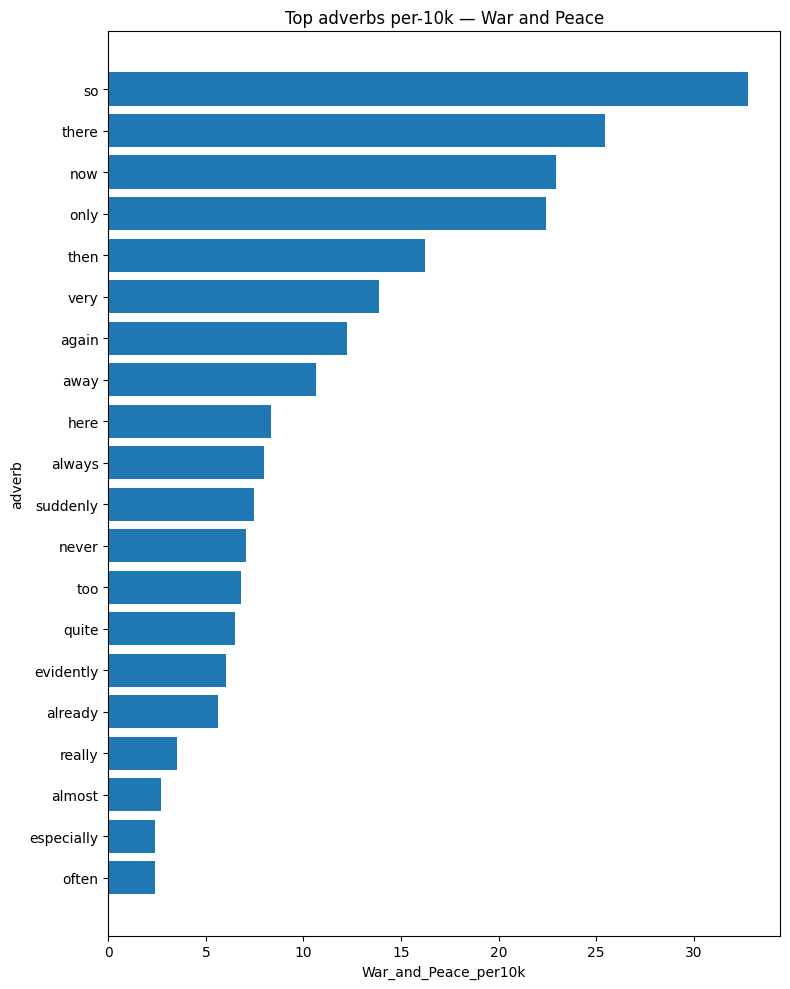 Top adverbs per-10k — War and Peace
so
there
now
only
then
very
again
away
here
always
suddenly
never
too
quite
evidently
already
really
almost
especially
often
adverb
0 5 10 15 20 25 30
War_and_Peace_per10k